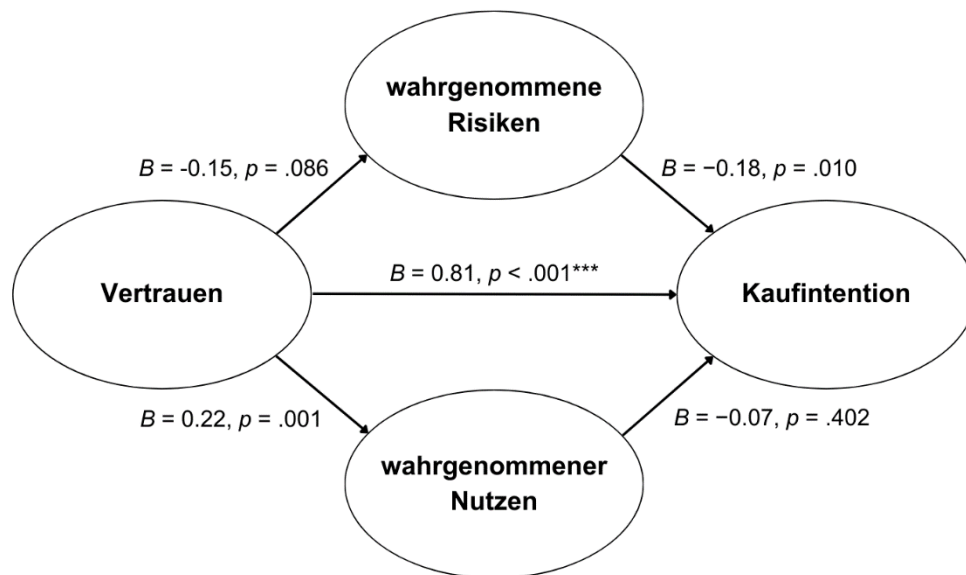 wahrgenommene
Risiken
B = -0.15, p = .086
B = −0.18, p = .010
B = 0.81, p < .001***
Vertrauen
Kaufintention
B = 0.22, p = .001
B = −0.07, p = .402
wahrgenommener
Nutzen